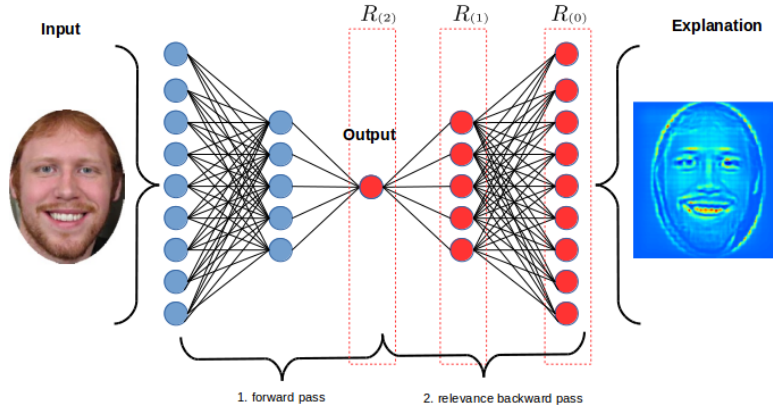 Input
R(2)
R(1)
R(0)
Explanation
Output
1. forward pass
2. relevance backward pass